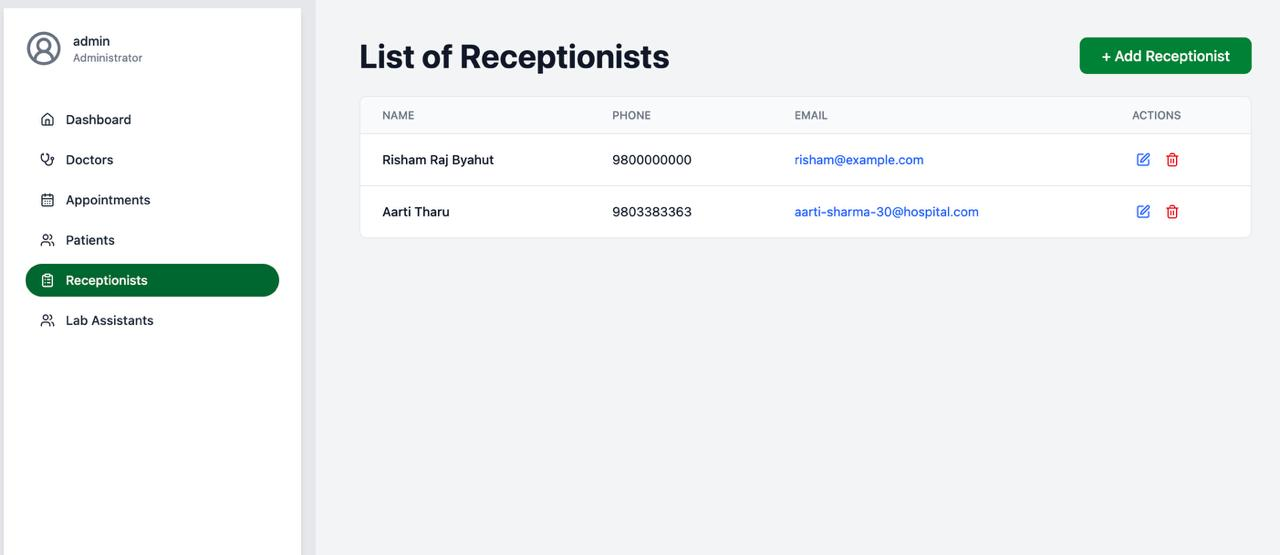 admin
Administrator
Dashboard
Doctors
Appointments
Patients
Receptionists
Lab Assistants
List of Receptionists
+ Add Receptionist
NAME PHONE EMAIL ACTIONS
Risham Raj Byahut 9800000000 risham@example.com
Aarti Tharu 9803383363 aarti-sharma-30@hospital.com